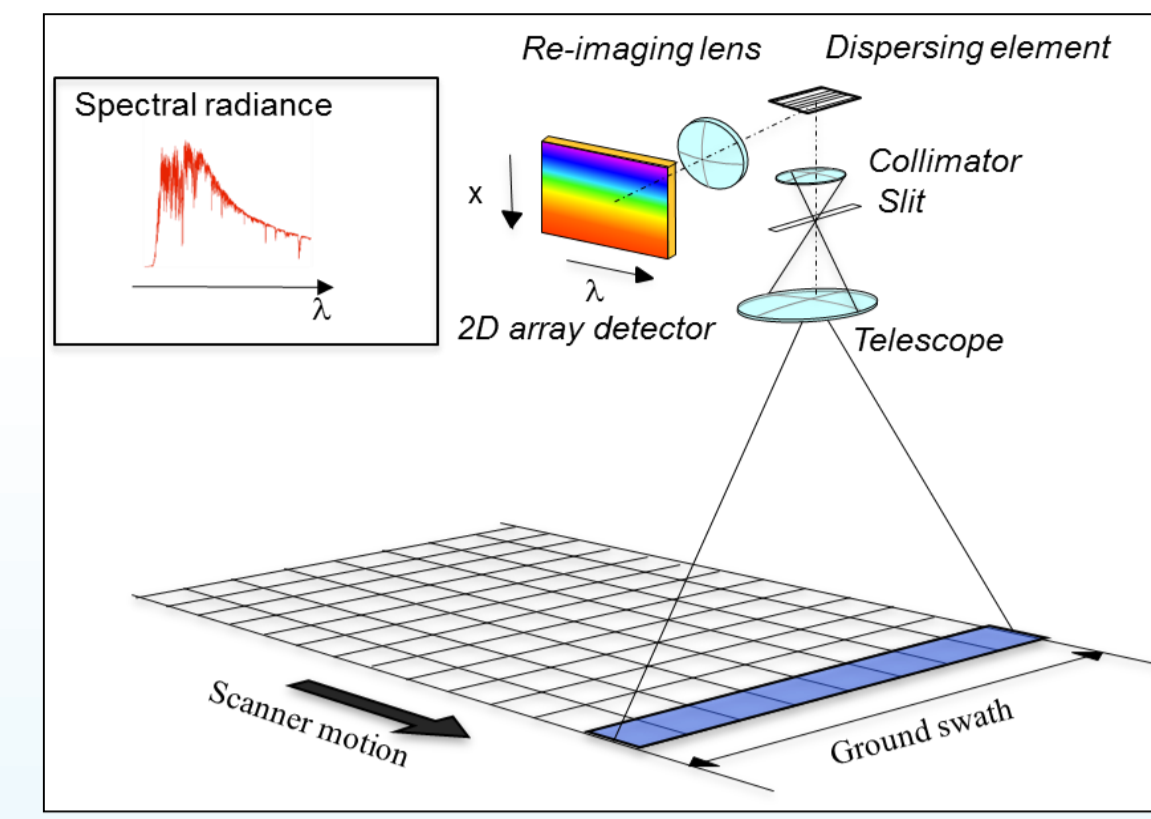 Re-imaging lens
Dispersing element
Spectral radiance
Collimator
Slit
x
λ
λ
2D array detector
Telescope
Scanner motion
Ground swath